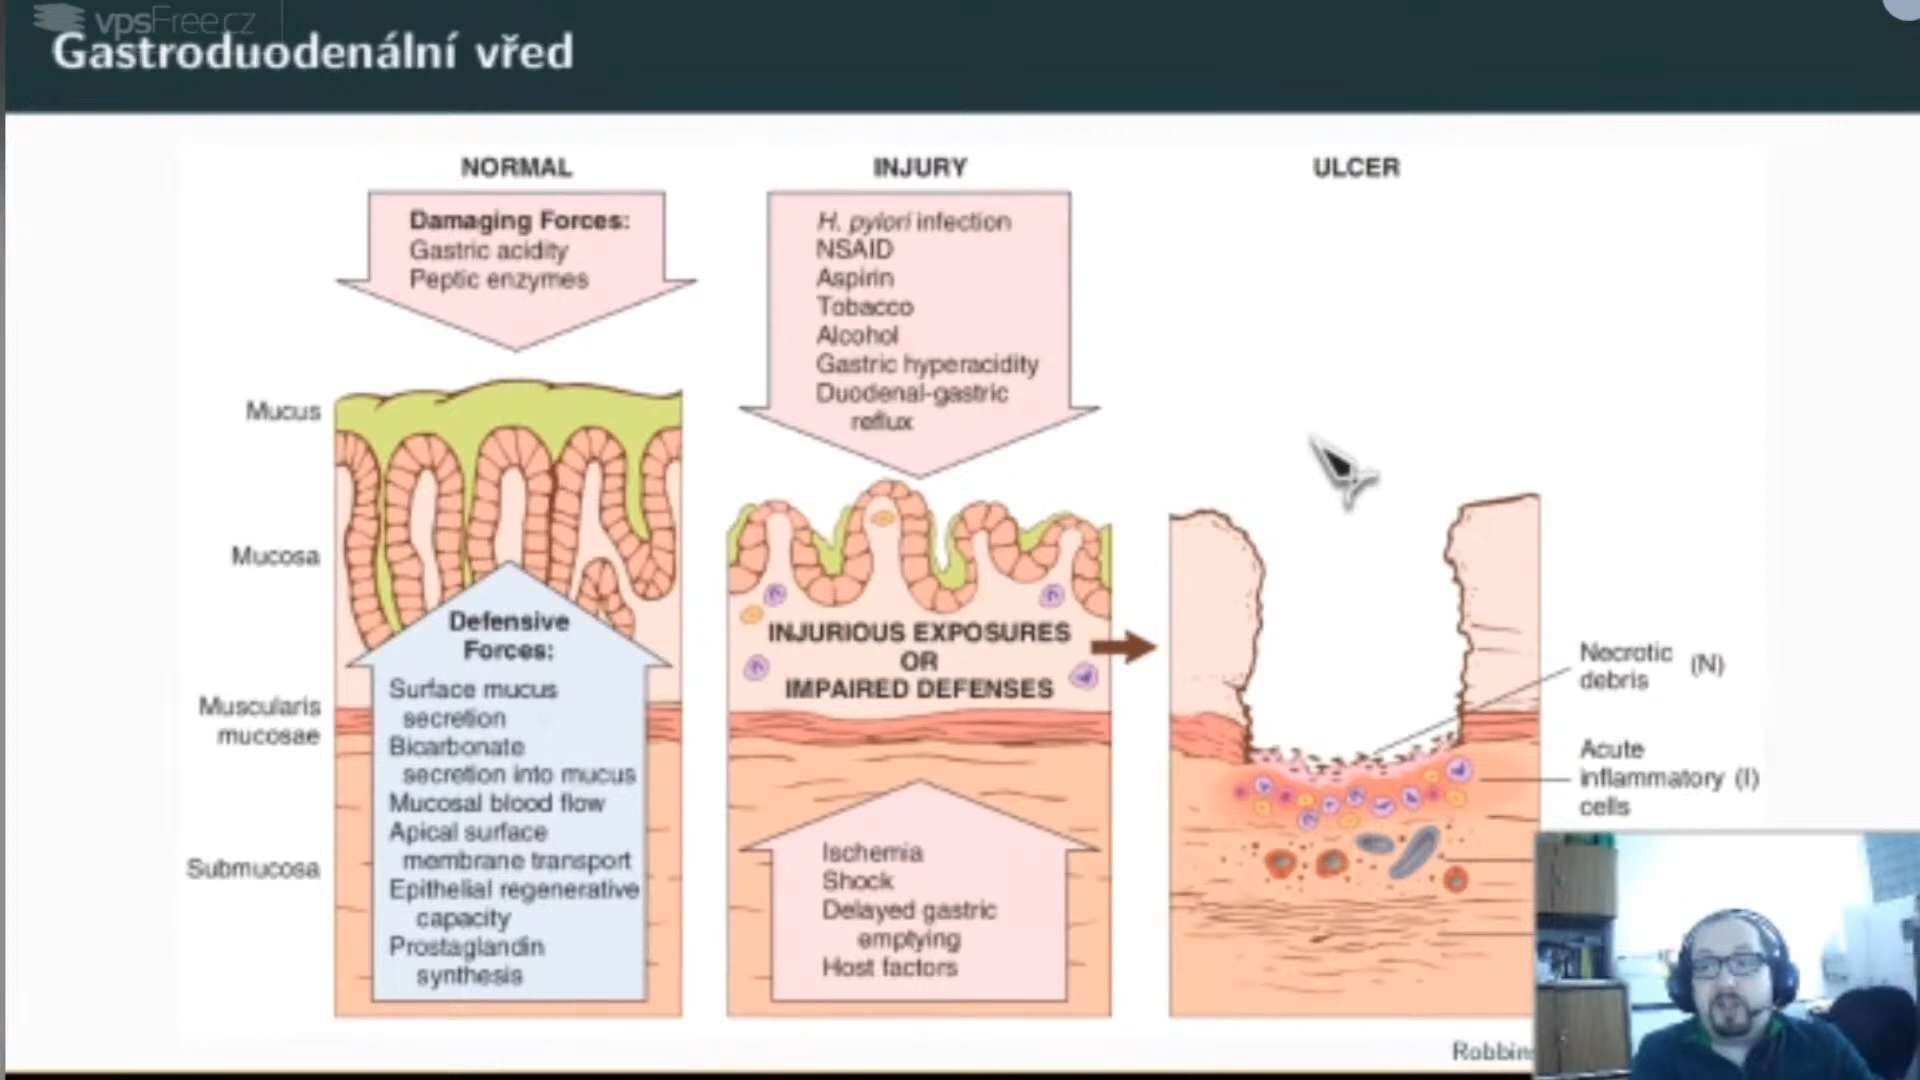 vpsFree.cz
Gastroduodenální vřed
NORMAL
Damaging Forces:
Gastric acidity
Peptic enzymes
Mucus
Mucosa
Muscularis
mucosae
Submucosa
Defensive
Forces:
Surface mucus
secretion
Bicarbonate
secretion into mucus
Mucosal blood flow
Apical surface
membrane transport
Epithelial regenerative
capacity
Prostaglandin
synthesis
INJURY
H. pylori infection
NSAID
Aspirin
Tobacco
Alcohol
Gastric hyperacidity
Duodenal-gastric
reflux
INJURIOUS EXPOSURES
OR
IMPAIRED DEFENSES
Ischemia
Shock
Delayed gastric
emptying
Host factors
ULCER
Necrotic
debris (N)
Acute
inflammatory (I)
cells
Robbins